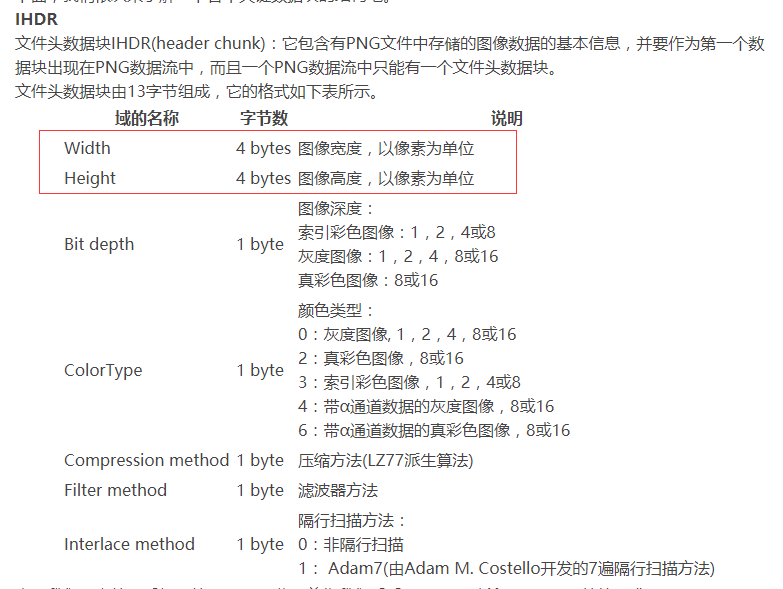 IHDR
文件头数据块IHDR(header chunk)：它包含有PNG文件中存储的图像数据的基本信息，并要作为第一个数
据块出现在PNG数据流中，而且一个PNG数据流中只能有一个文件头数据块。
文件头数据块由13字节组成，它的格式如下表所示。
域的名称 字节数 说明
Width 4 bytes 图像宽度，以像素为单位
Height 4 bytes 图像高度，以像素为单位
Bit depth 1 byte 图像深度：
索引彩色图像：1，2，4或8
灰度图像：1，2，4，8或16
真彩色图像：8或16
ColorType 1 byte 颜色类型：
0：灰度图像, 1，2，4，8或16
2：真彩色图像，8或16
3：索引彩色图像，1，2，4或8
4：带α通道数据的灰度图像，8或16
6：带α通道数据的真彩色图像，8或16
Compression method 1 byte 压缩方法(LZ77派生算法)
Filter method 1 byte 滤波器方法
Interlace method 1 byte 隔行扫描方法：
0：非隔行扫描
1： Adam7(由Adam M. Costello开发的7遍隔行扫描方法)